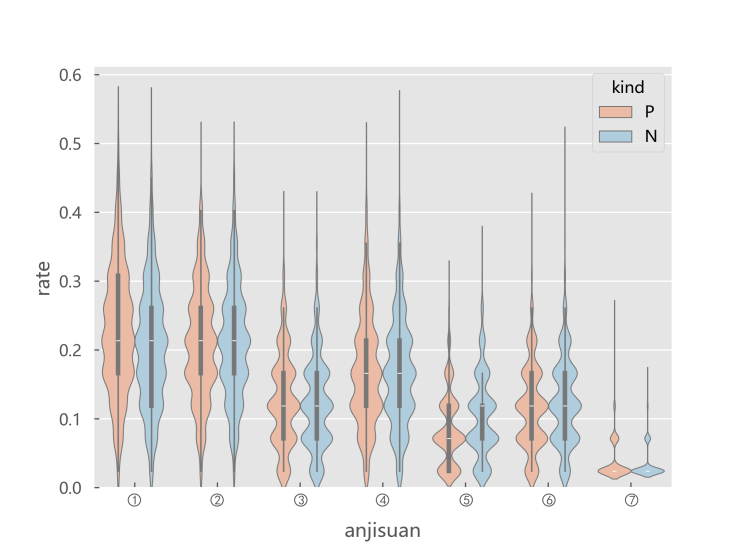 kind
P
N
0.6
0.5
0.4
0.3
0.2
0.1
0.0
rate
① ② ③ ④ ⑤ ⑥ ⑦
anjisuan